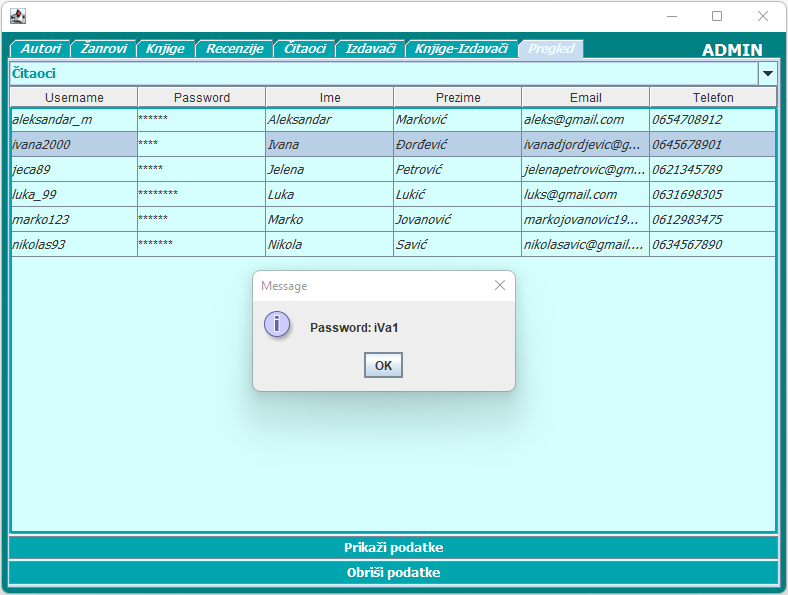 Autori Žanrovi Knjige Recenzije Čitaoci Izdavači Knjige-Izdavači Pregled ADMIN
Čitaoci
Username Password Ime Prezime Email Telefon
aleksandar_m ****** Aleksandar Marković aleks@gmail.com 0654708912
ivana2000 **** Ivana Đorđević ivanadjordjevic@g... 0645678901
jeca89 ***** Jelena Petrović jelenapetrovic@gm... 0621345789
luka_99 ******** Luka Lukić luks@gmail.com 0631698305
marko123 ****** Marko Jovanović markojovanovic19... 0612983475
nikolas93 ******* Nikola Savić nikolasavic@gmail.... 0634567890
Message
Password: iVa1
OK
Prikaži podatke
Obriši podatke